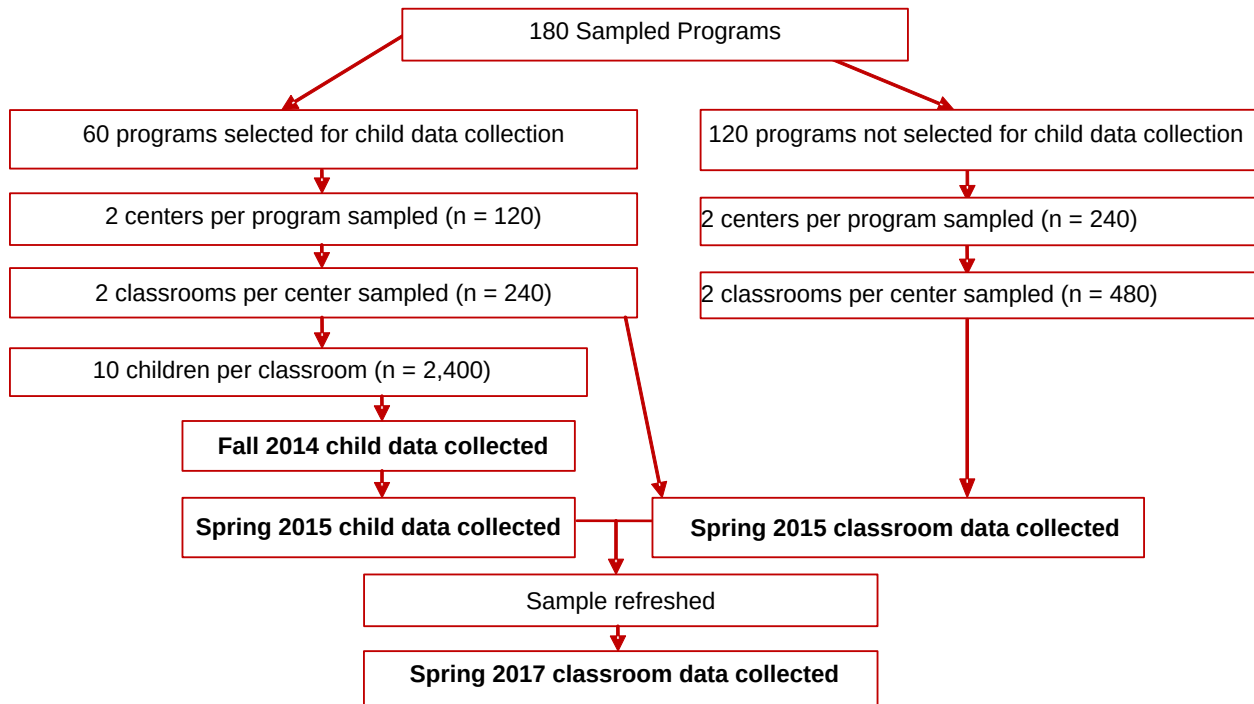 180 Sampled Programs
60 programs selected for child data collection
120 programs not selected for child data collection
2 centers per program sampled (n = 120)
2 centers per program sampled (n = 240)
2 classrooms per center sampled (n = 240)
2 classrooms per center sampled (n = 480)
10 children per classroom (n = 2,400)
Fall 2014 child data collected
Spring 2015 child data collected
Spring 2015 classroom data collected
Sample refreshed
Spring 2017 classroom data collected